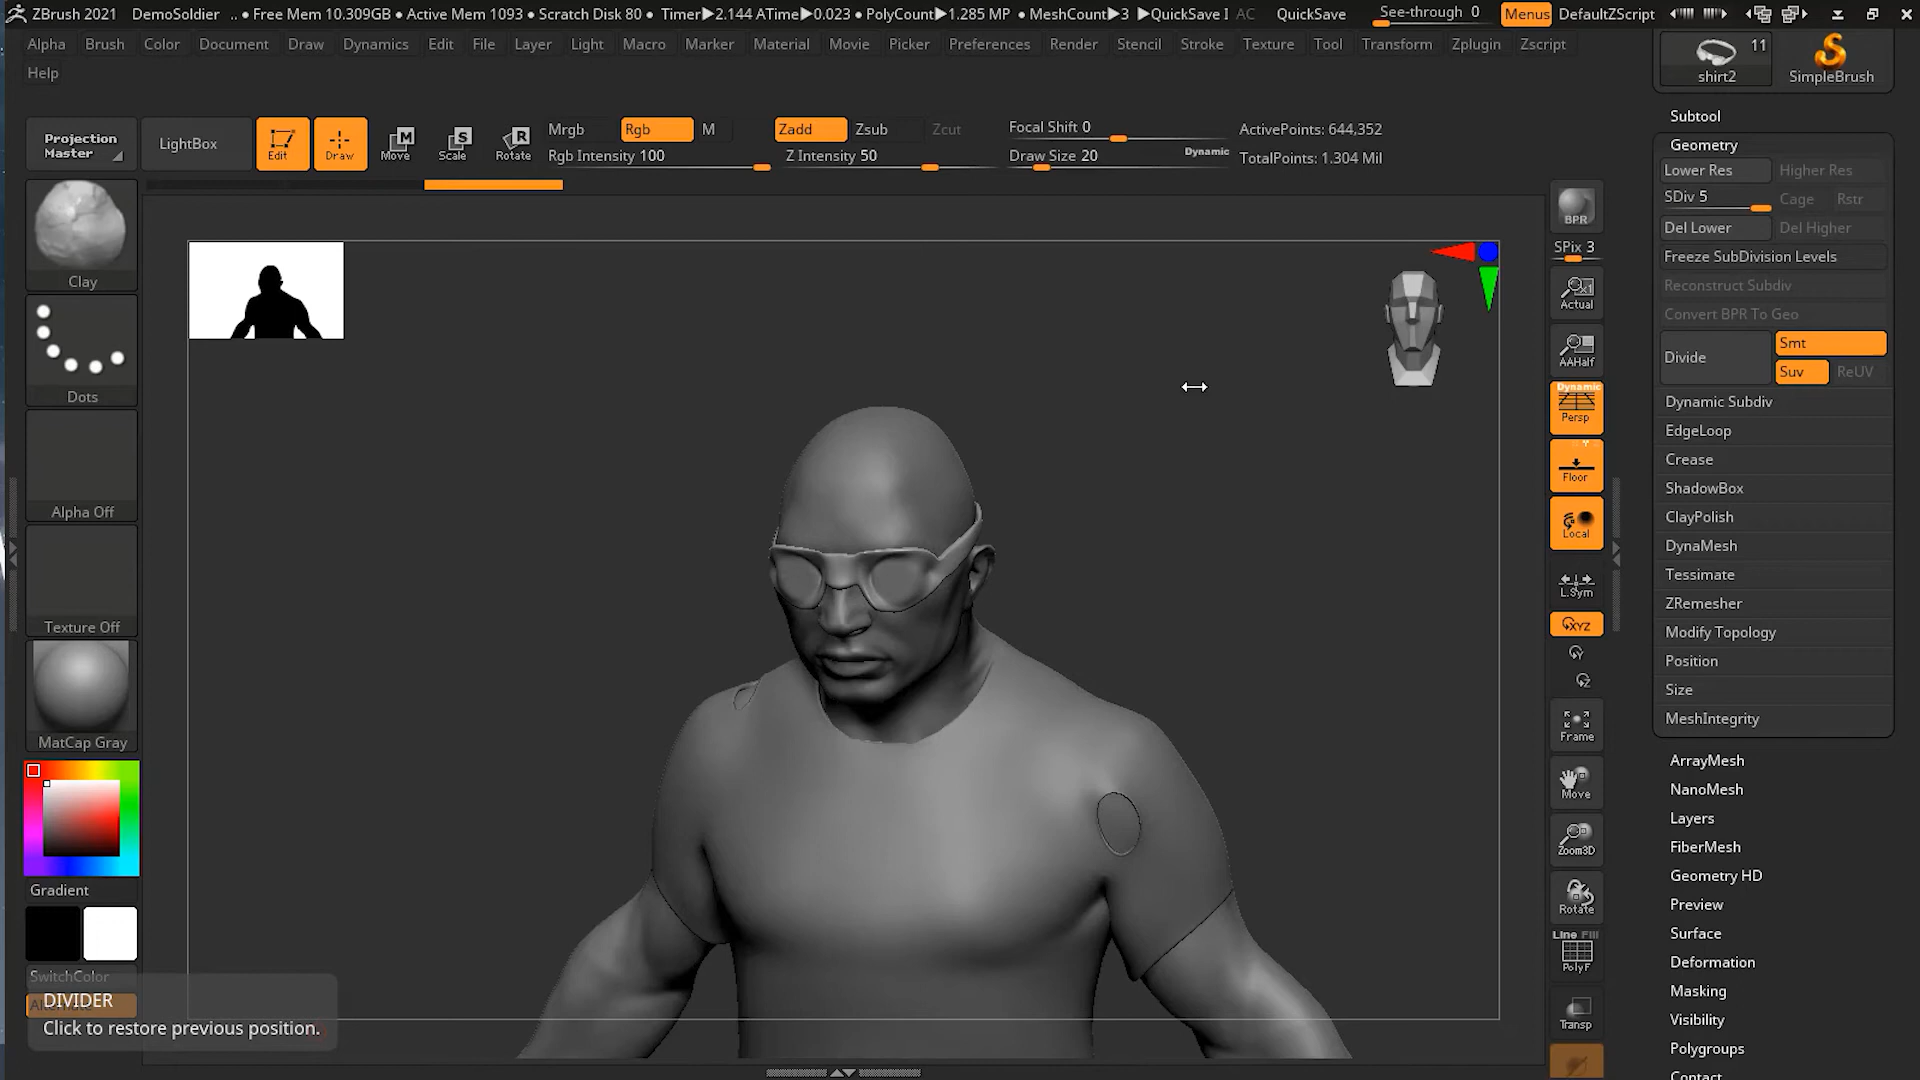 ZBrush 2021 DemoSoldier .. • Free Mem 10.309GB • Active Mem 1093 • Scratch Disk 80 • Timer▶2.144 ATime▶0.023 • PolyCount▶1.285 MP • MeshCount▶3 ▶QuickSave I AC QuickSave See-through 0 Menus DefaultZScript
Alpha Brush Color Document Draw Dynamics Edit File Layer Light Macro Marker Material Movie Picker Preferences Render Stencil Stroke Texture Tool Transform Zplugin Zscript
Help
11
shirt2 SimpleBrush
Projection
Master
LightBox
Edit
Draw
M
Move
S
Scale
R
Rotate
Mrgb Rgb M Zadd Zsub Zcut
Rgb Intensity 100 Z Intensity 50
Focal Shift 0
Draw Size 20 Dynamic
ActivePoints: 644,352
TotalPoints: 1.304 Mil
Clay
Dots
Alpha Off
Texture Off
MatCap Gray
Gradient
SwitchColor
Alternate
DIVIDER
Click to restore previous position.
BPR
SPix 3
Actual
AAHalf
Dynamic
Persp
Floor
Local
L.Sym
XYZ
Y
Z
Frame
Move
Zoom3D
Rotate
Line Fill
PolyF
Transp
Subtool
Geometry
Lower Res Higher Res
SDiv 5 Cage Rstr
Del Lower Del Higher
Freeze SubDivision Levels
Reconstruct Subdiv
Convert BPR To Geo
Divide Smt
Suv ReUV
Dynamic Subdiv
EdgeLoop
Crease
ShadowBox
ClayPolish
DynaMesh
Tessimate
ZRemesher
Modify Topology
Position
Size
MeshIntegrity
ArrayMesh
NanoMesh
Layers
FiberMesh
Geometry HD
Preview
Surface
Deformation
Masking
Visibility
Polygroups
Contact